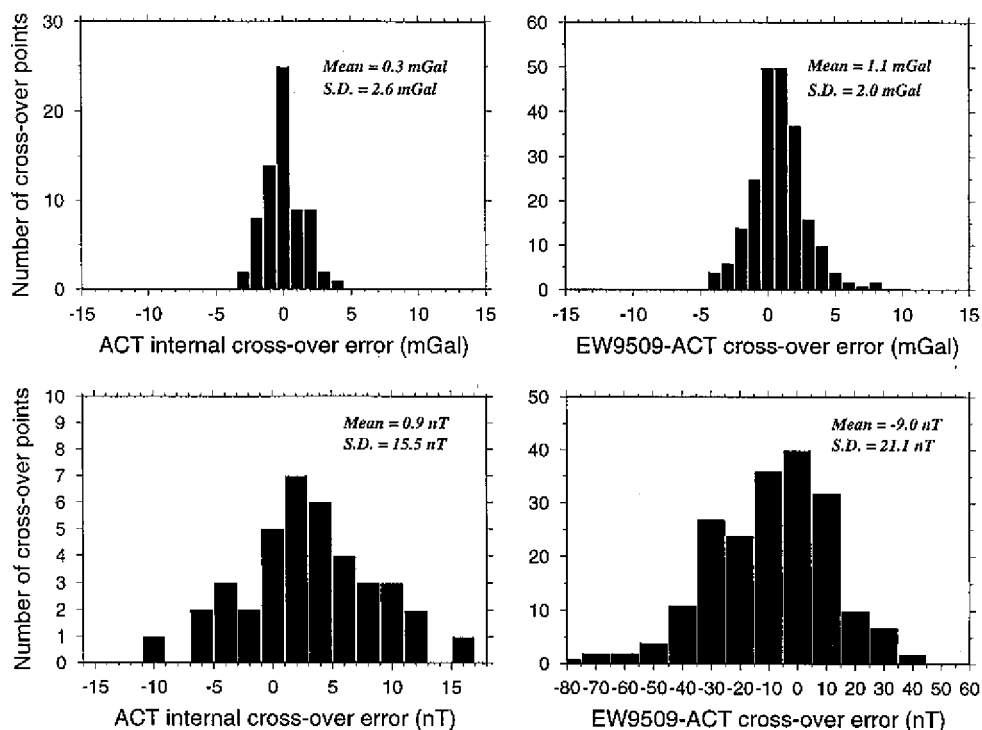 Number of cross-over points
30
20
10
0
Mean = 0.3 mGal
S.D. = 2.6 mGal
-15 -10 -5 0 5 10 15
ACT internal cross-over error (mGal)
60
50
40
30
20
10
0
Mean = 1.1 mGal
S.D. = 2.0 mGal
-15 -10 -5 0 5 10 15
EW9509-ACT cross-over error (mGal)
Number of cross-over points
10
9
8
7
6
5
4
3
2
1
0
Mean = 0.9 nT
S.D. = 15.5 nT
-15 -10 -5 0 5 10 15
ACT internal cross-over error (nT)
50
40
30
20
10
0
Mean = -9.0 nT
S.D. = 21.1 nT
-80 -70 -60 -50 -40 -30 -20 -10 0 10 20 30 40 50 60
EW9509-ACT cross-over error (nT)